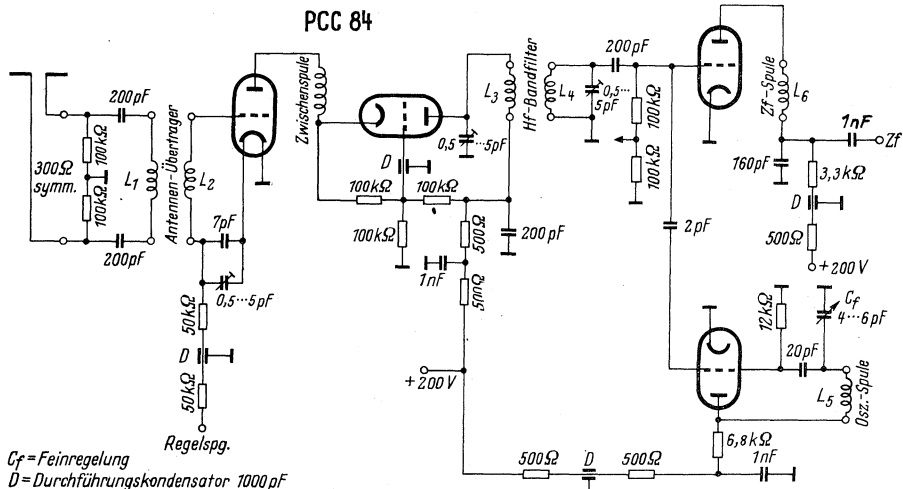 PCC 84
200pF
300Ω
symm.
100kΩ
100kΩ
200pF
L1
Antennen-Übertrager
L2
7pF
0,5…5pF
50kΩ
D
50kΩ
Regelspg.
Zwischenspule
D
0,5…5pF
100kΩ
100kΩ
100kΩ
500Ω
1nF
500Ω
200pF
+200V
L3
Hf-Bandfilter
L4
200pF
0,5…
5pF
100kΩ
100kΩ
2pF
Zf-Spule
L6
1nF
Zf
160pF
3,3kΩ
D
500Ω
+200V
12kΩ
Cf
4…6pF
20pF
L5
Osz.-Spule
6,8kΩ
1nF
500Ω
D
500Ω
Cf=Feinregelung
D=Durchführungskondensator 1000pF